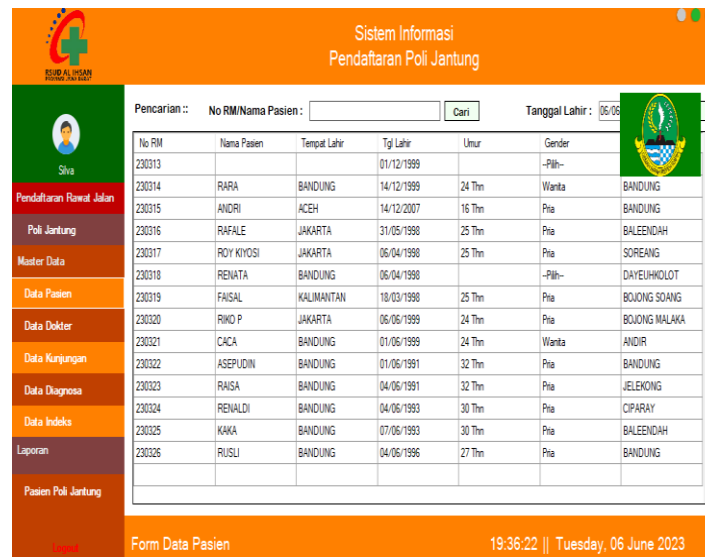 RSUD AL IHSAN
PROVINSI JAWA BARAT
Sistem Informasi
Pendaftaran Poli Jantung
Silva
Pendaftaran Rawat Jalan
Poli Jantung
Master Data
Data Pasien
Data Dokter
Data Kunjungan
Data Diagnosa
Data Indeks
Laporan
Pasien Poli Jantung
Logout
Pencarian :: No RM/Nama Pasien : Cari Tanggal Lahir : 06/06
No RM Nama Pasien Tempat Lahir Tgl Lahir Umur Gender
230313 01/12/1999 --Pilih--
230314 RARA BANDUNG 14/12/1999 24 Thn Wanita BANDUNG
230315 ANDRI ACEH 14/12/2007 16 Thn Pria BANDUNG
230316 RAFALE JAKARTA 31/05/1998 25 Thn Pria BALEENDAH
230317 ROY KIYOSI JAKARTA 06/04/1998 25 Thn Pria SOREANG
230318 RENATA BANDUNG 06/04/1998 --Pilih-- DAYEUHKOLOT
230319 FAISAL KALIMANTAN 18/03/1998 25 Thn Pria BOJONG SOANG
230320 RIKO P JAKARTA 06/06/1999 24 Thn Pria BOJONG MALAKA
230321 CACA BANDUNG 01/06/1999 24 Thn Wanita ANDIR
230322 ASEPUDIN BANDUNG 01/06/1991 32 Thn Pria BANDUNG
230323 RAISA BANDUNG 04/06/1991 32 Thn Pria JELEKONG
230324 RENALDI BANDUNG 04/06/1993 30 Thn Pria CIPARAY
230325 KAKA BANDUNG 07/06/1993 30 Thn Pria BALEENDAH
230326 RUSLI BANDUNG 04/06/1996 27 Thn Pria BANDUNG
Form Data Pasien 19:36:22 || Tuesday, 06 June 2023